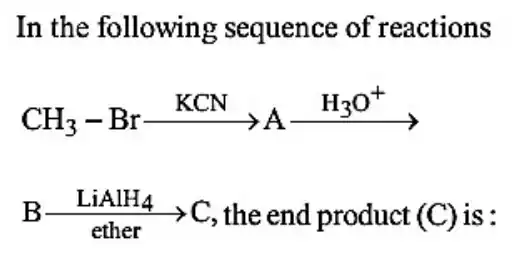 In the following sequence of reactions
CH₃ – Br —KCN→ A —H₃O⁺→
B —LiAlH₄/ether→ C, the end product (C) is :